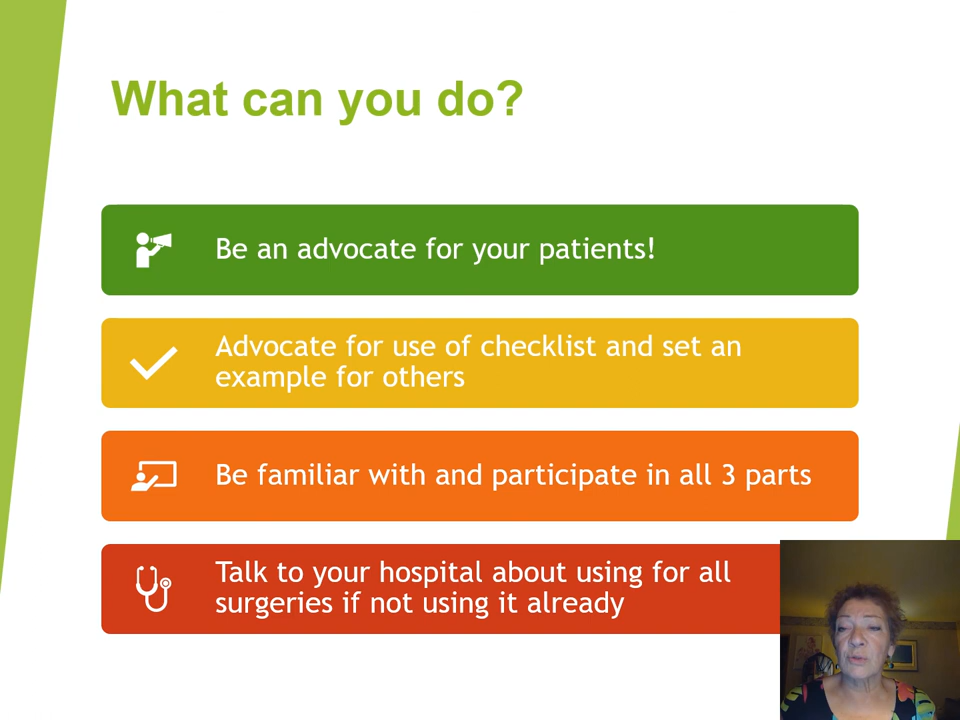 What can you do?
Be an advocate for your patients!
Advocate for use of checklist and set an
example for others
Be familiar with and participate in all 3 parts
Talk to your hospital about using for all
surgeries if not using it already